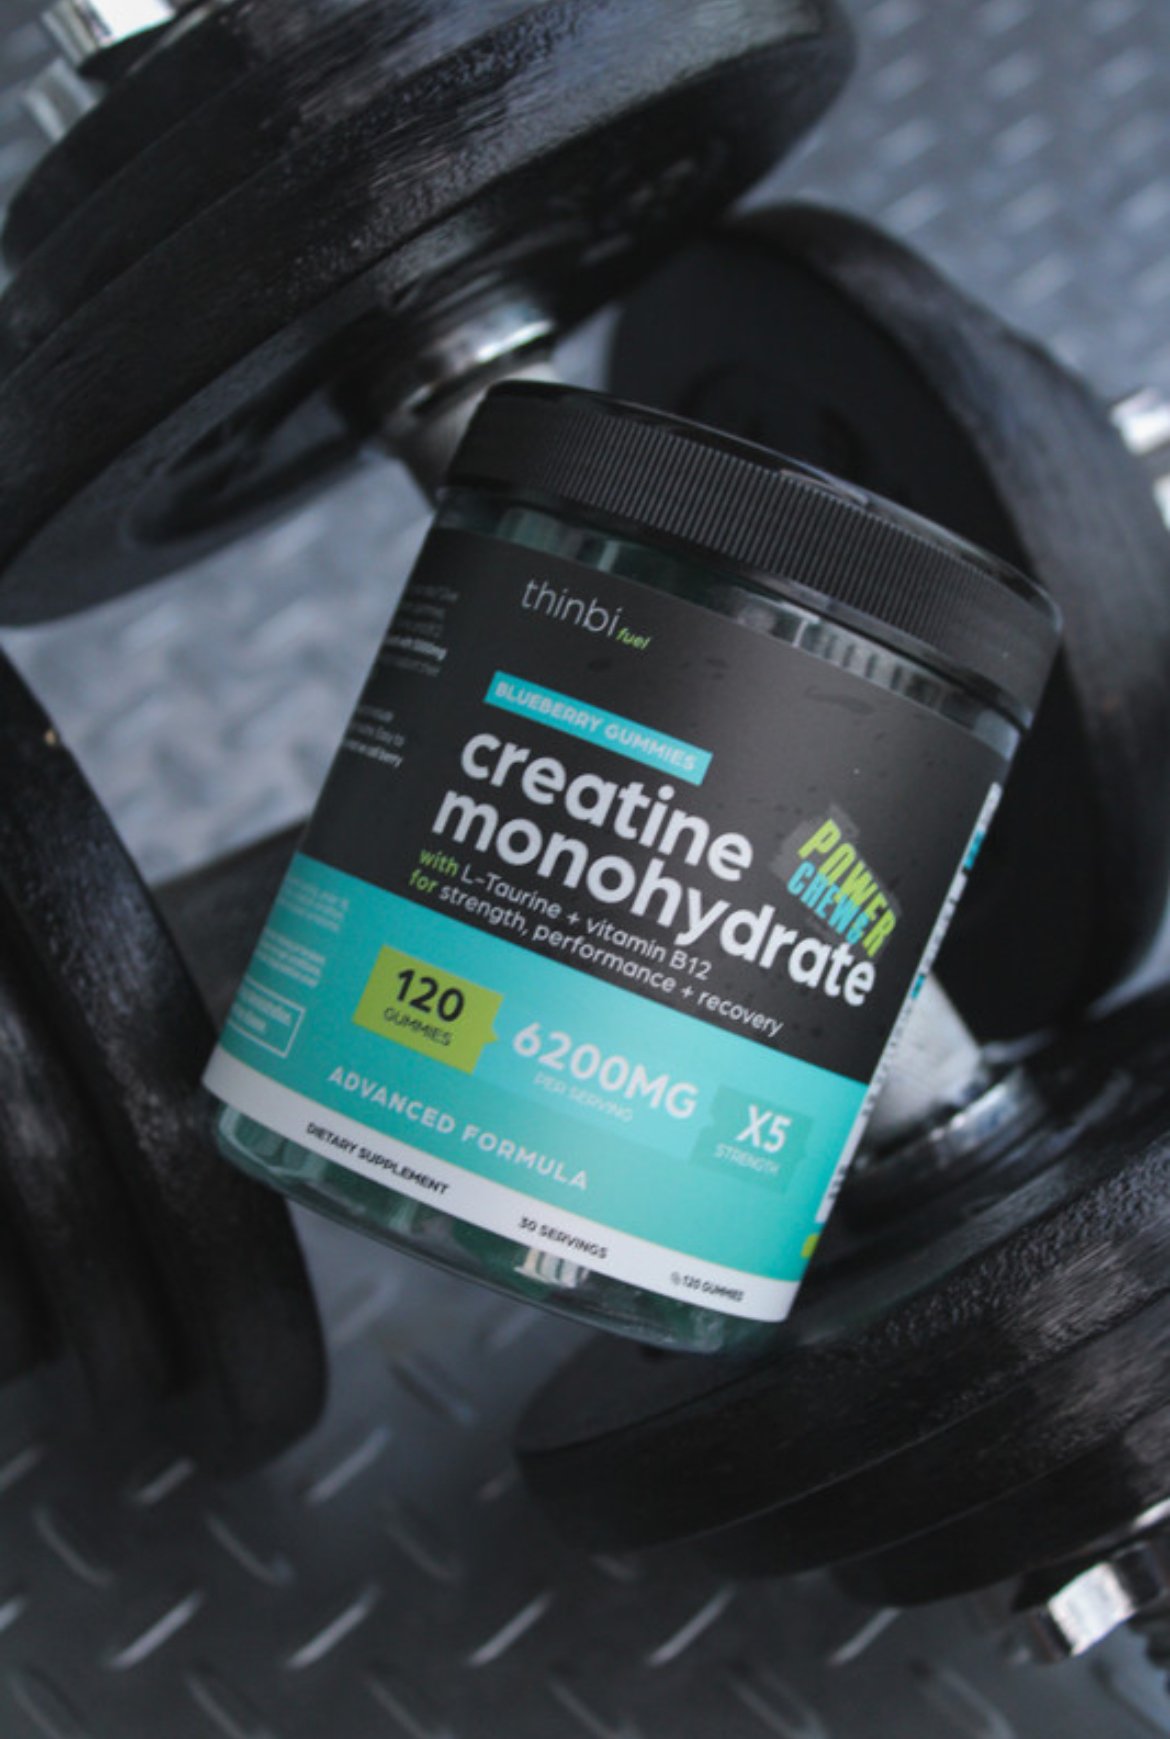 thinbi fuel
BLUEBERRY GUMMIES
creatine
monohydrate
with L-Taurine + vitamin B12
for strength, performance + recovery
POWER
CHEWS
120
GUMMIES
6200MG
PER SERVING
X5
STRENGTH
ADVANCED FORMULA
DIETARY SUPPLEMENT
30 SERVINGS
120 GUMMIES